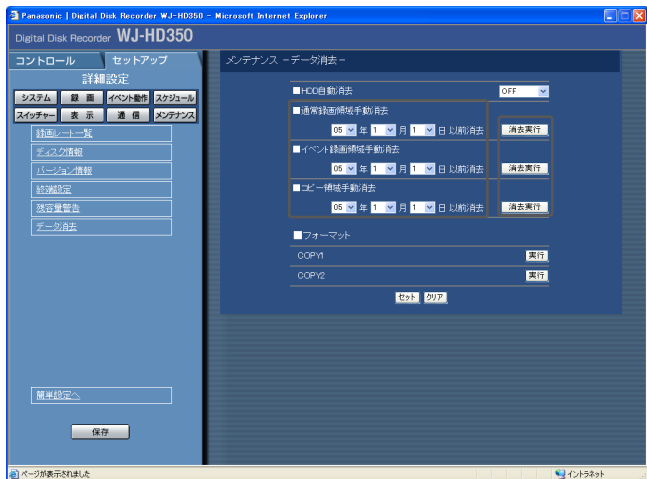 Panasonic | Digital Disk Recorder WJ-HD350 - Microsoft Internet Explorer
Digital Disk Recorder WJ-HD350
コントロール セットアップ
詳細設定
システム 録画 イベント動作 スケジュール
スイッチャー 表示 通信 メンテナンス
録画レート一覧
ディスク情報
バージョン情報
終端設定
残容量警告
データ消去
簡単設定へ
保存
メンテナンス －データ消去－
■HDD自動消去 OFF
■通常録画領域手動消去
05 年 1 月 1 日 以前消去 消去実行
■イベント録画領域手動消去
05 年 1 月 1 日 以前消去 消去実行
■コピー領域手動消去
05 年 1 月 1 日 以前消去 消去実行
■フォーマット
COPY1 実行
COPY2 実行
セット クリア
ページが表示されました イントラネット